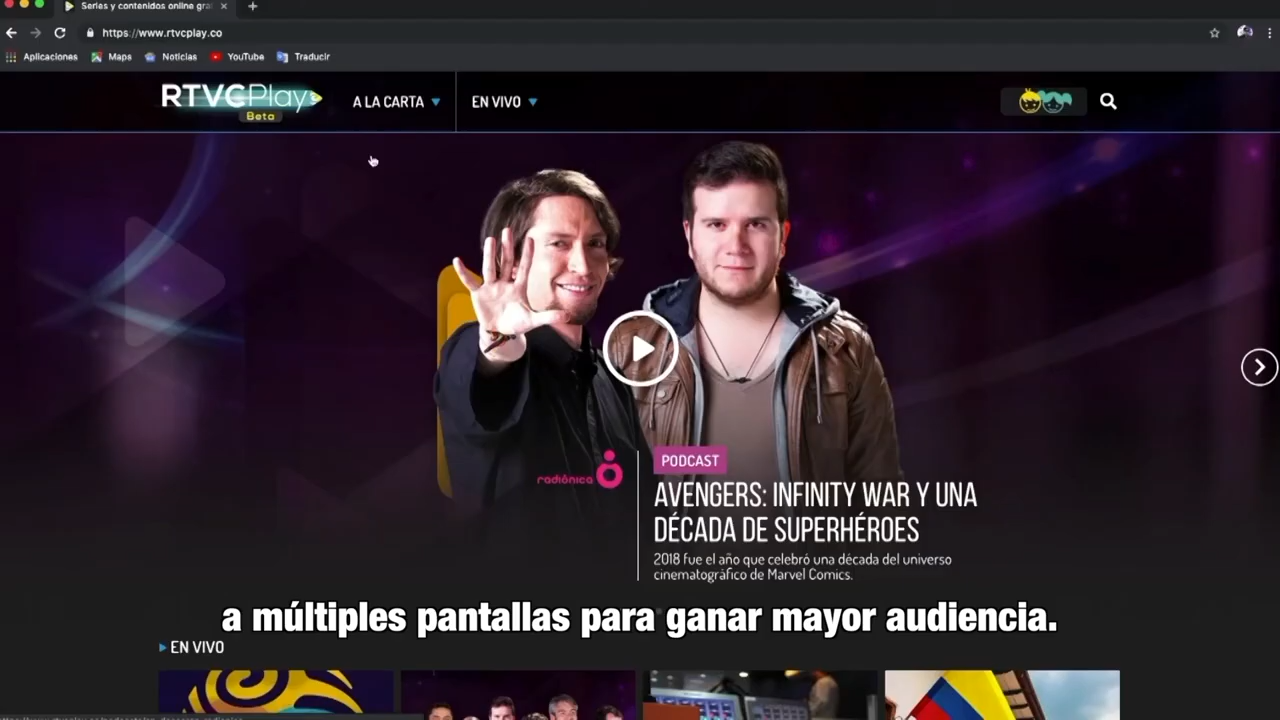 Series y contenidos online gra
https://www.rtvcplay.co
Aplicaciones
Maps
Noticias
YouTube
Traducir
RTVCPlay
Beta
A LA CARTA
EN VIVO
radiónica
PODCAST
AVENGERS: INFINITY WAR Y UNA
DÉCADA DE SUPERHÉROES
2018 fue el año que celebró una década del universo
cinematográfico de Marvel Comics.
a múltiples pantallas para ganar mayor audiencia.
EN VIVO